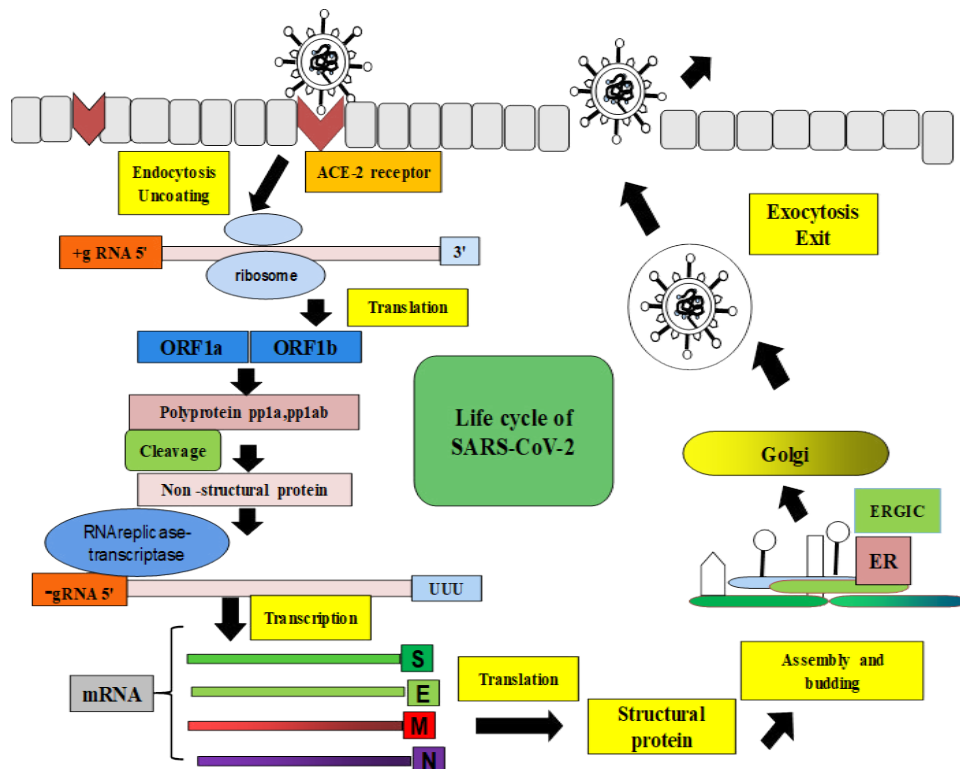 Endocytosis
Uncoating
ACE-2 receptor
+g RNA 5'
3'
ribosome
Translation
ORF1a
ORF1b
Polyprotein pp1a,pp1ab
Cleavage
Non -structural protein
RNAreplicase-
transcriptase
-gRNA 5'
UUU
Transcription
mRNA
S
E
M
N
Translation
Structural
protein
Assembly and
budding
ER
ERGIC
Golgi
Exocytosis
Exit
Life cycle of
SARS-CoV-2